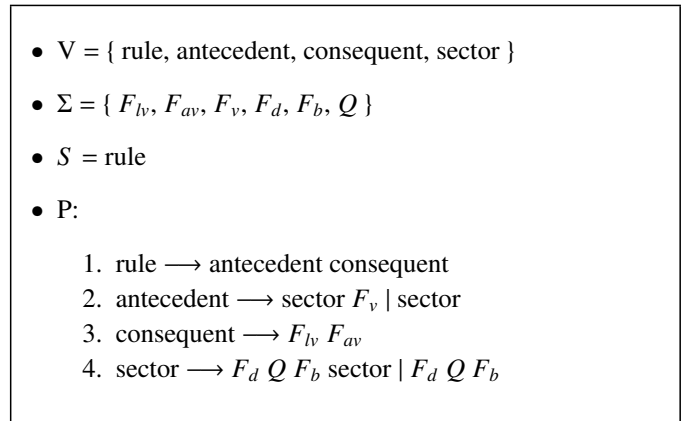 • V = { rule, antecedent, consequent, sector }
• Σ = { F_lv, F_av, F_v, F_d, F_b, Q }
• S = rule
• P:
1. rule ⟶ antecedent consequent
2. antecedent ⟶ sector F_v | sector
3. consequent ⟶ F_lv F_av
4. sector ⟶ F_d Q F_b sector | F_d Q F_b